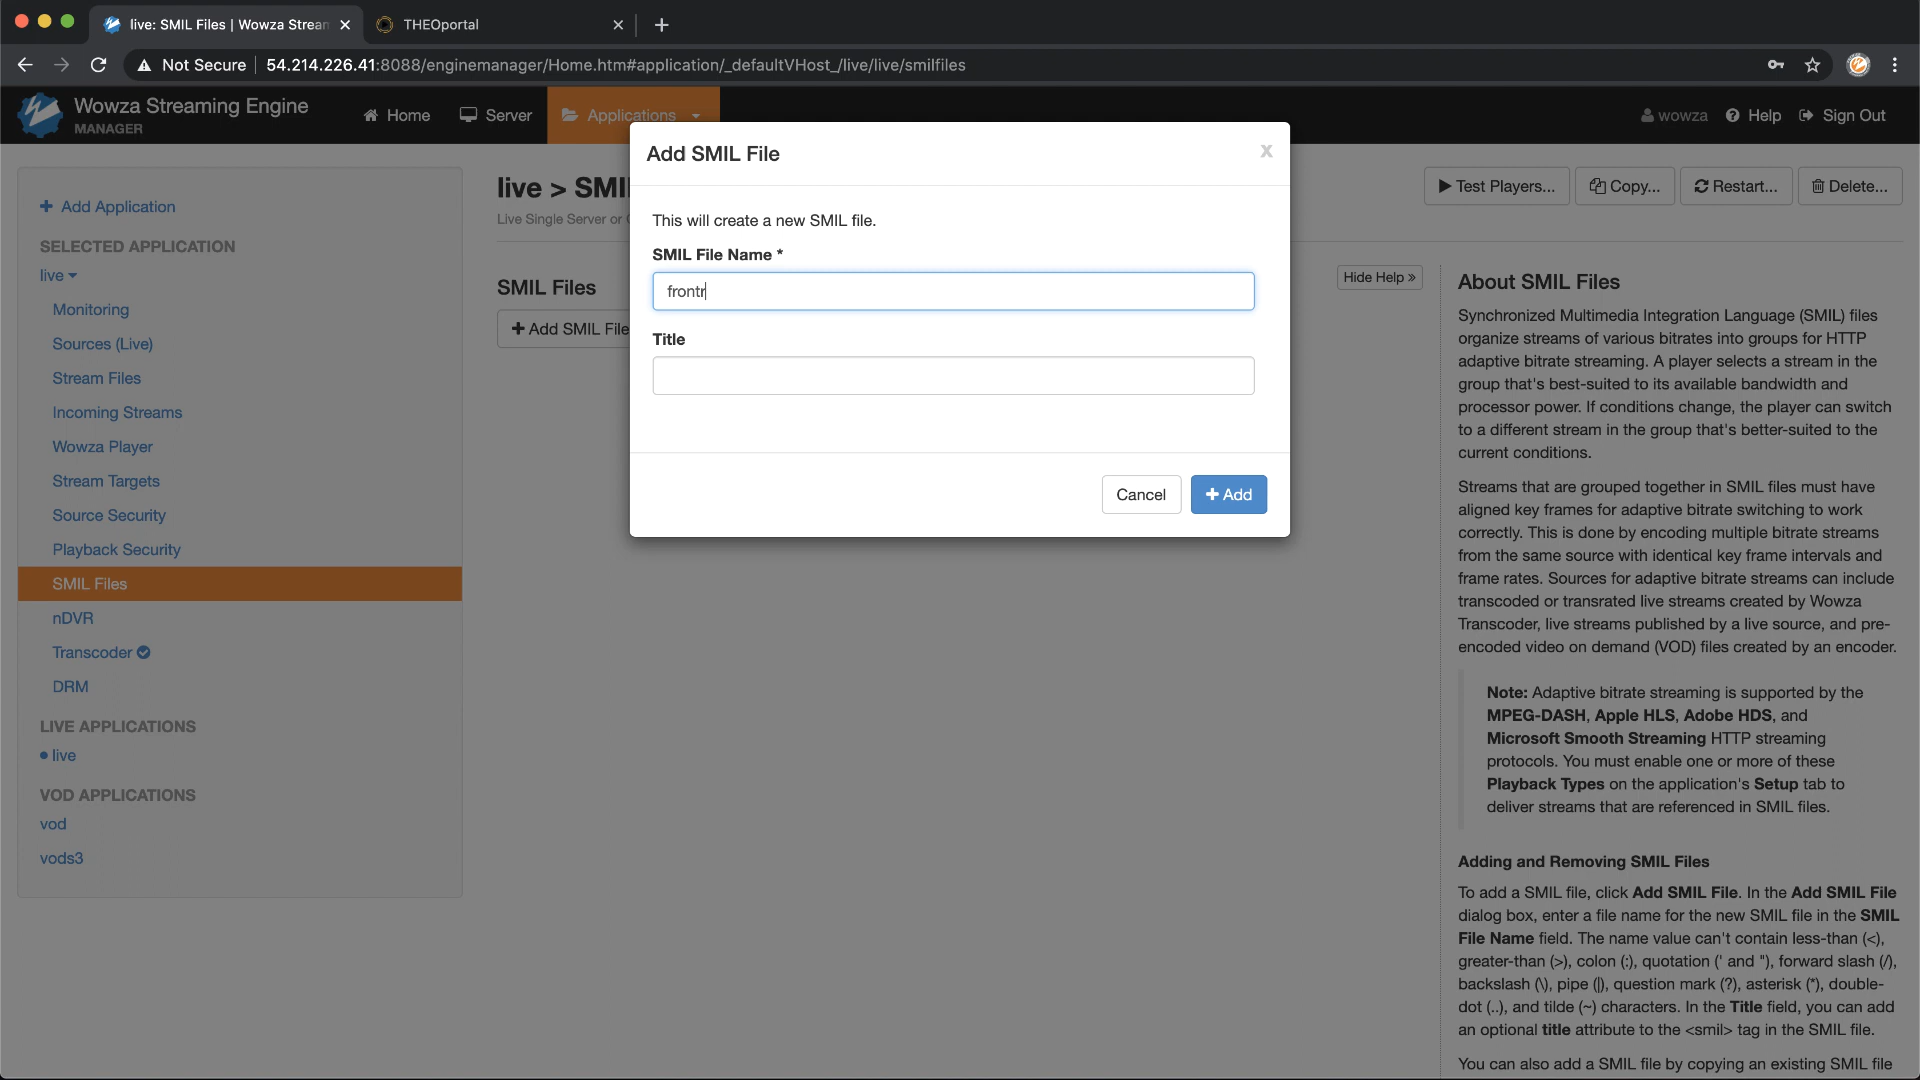 live: SMIL Files | Wowza Strean
THEOportal
Not Secure
54.214.226.41:8088/enginemanager/Home.htm#application/_defaultVHost_/live/live/smilfiles
Wowza Streaming Engine
MANAGER
Home
Server
Applications
wowza
Help
Sign Out
Add Application
SELECTED APPLICATION
live
Monitoring
Sources (Live)
Stream Files
Incoming Streams
Wowza Player
Stream Targets
Source Security
Playback Security
SMIL Files
nDVR
Transcoder
DRM
LIVE APPLICATIONS
live
VOD APPLICATIONS
vod
vods3
live > SMI
Live Single Server or
Test Players...
Copy...
Restart...
Delete...
SMIL Files
Add SMIL File
Add SMIL File
x
This will create a new SMIL file.
SMIL File Name *
frontr
Title
Cancel
Add
Hide Help »
About SMIL Files
Synchronized Multimedia Integration Language (SMIL) files
organize streams of various bitrates into groups for HTTP
adaptive bitrate streaming. A player selects a stream in the
group that's best-suited to its available bandwidth and
processor power. If conditions change, the player can switch
to a different stream in the group that's better-suited to the
current conditions.
Streams that are grouped together in SMIL files must have
aligned key frames for adaptive bitrate switching to work
correctly. This is done by encoding multiple bitrate streams
from the same source with identical key frame intervals and
frame rates. Sources for adaptive bitrate streams can include
transcoded or transrated live streams created by Wowza
Transcoder, live streams published by a live source, and pre-
encoded video on demand (VOD) files created by an encoder.
Note: Adaptive bitrate streaming is supported by the
MPEG-DASH, Apple HLS, Adobe HDS, and
Microsoft Smooth Streaming HTTP streaming
protocols. You must enable one or more of these
Playback Types on the application's Setup tab to
deliver streams that are referenced in SMIL files.
Adding and Removing SMIL Files
To add a SMIL file, click Add SMIL File. In the Add SMIL File
dialog box, enter a file name for the new SMIL file in the SMIL
File Name field. The name value can't contain less-than (<),
greater-than (>), colon (:), quotation (' and "), forward slash (/),
backslash (\), pipe (|), question mark (?), asterisk (*), double-
dot (..), and tilde (~) characters. In the Title field, you can add
an optional title attribute to the <smil> tag in the SMIL file.
You can also add a SMIL file by copying an existing SMIL file